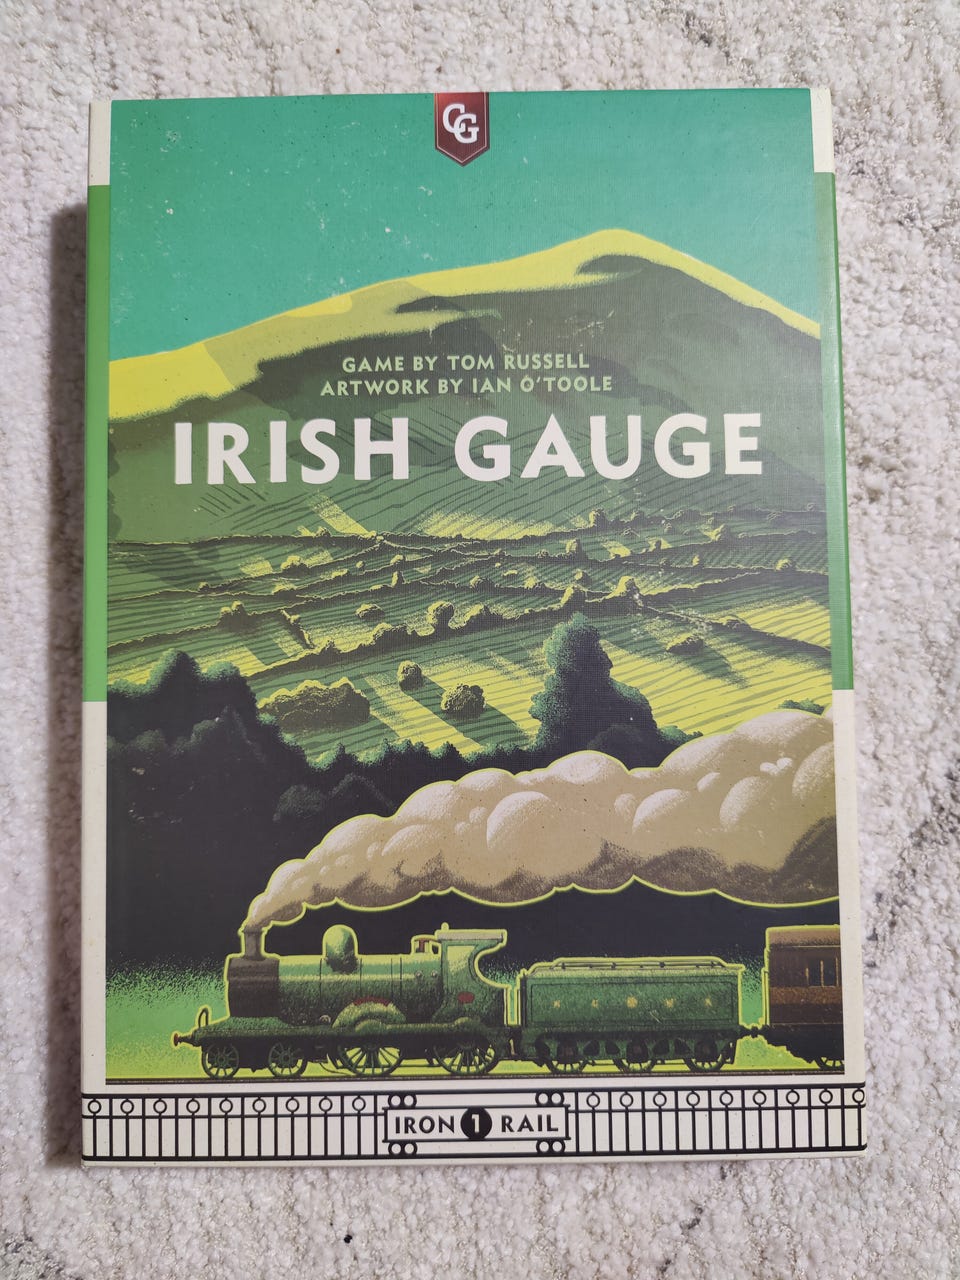 CG
GAME BY TOM RUSSELL
ARTWORK BY IAN O'TOOLE
IRISH GAUGE
IRON 1 RAIL